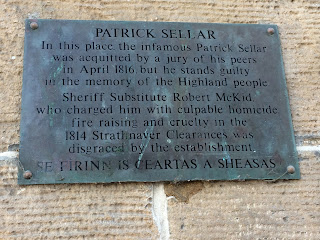 PATRICK SELLAR
In this place the infamous Patrick Sellar
was acquitted by a jury of his peers
in April 1816 but he stands guilty
in the memory of the Highland people
Sheriff Substitute Robert McKid,
who charged him with culpable homicide
fire raising and cruelty in the
1814 Strathnaver Clearances was
disgraced by the establishment.
SE FIRINN IS CEARTAS A SHEASAS